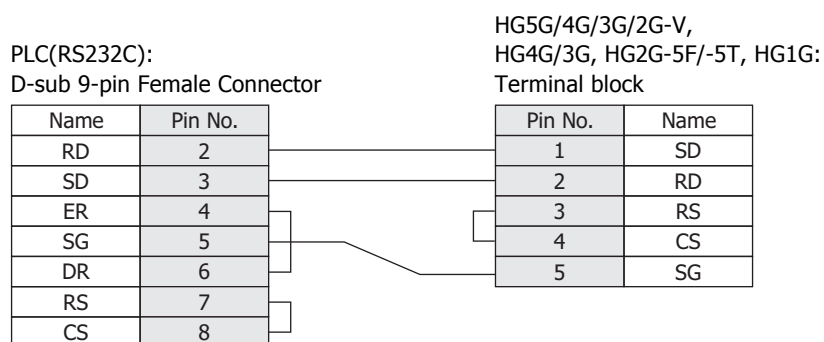 PLC(RS232C):
D-sub 9-pin Female Connector
Name Pin No.
RD 2
SD 3
ER 4
SG 5
DR 6
RS 7
CS 8
HG5G/4G/3G/2G-V,
HG4G/3G, HG2G-5F/-5T, HG1G:
Terminal block
Pin No. Name
1 SD
2 RD
3 RS
4 CS
5 SG